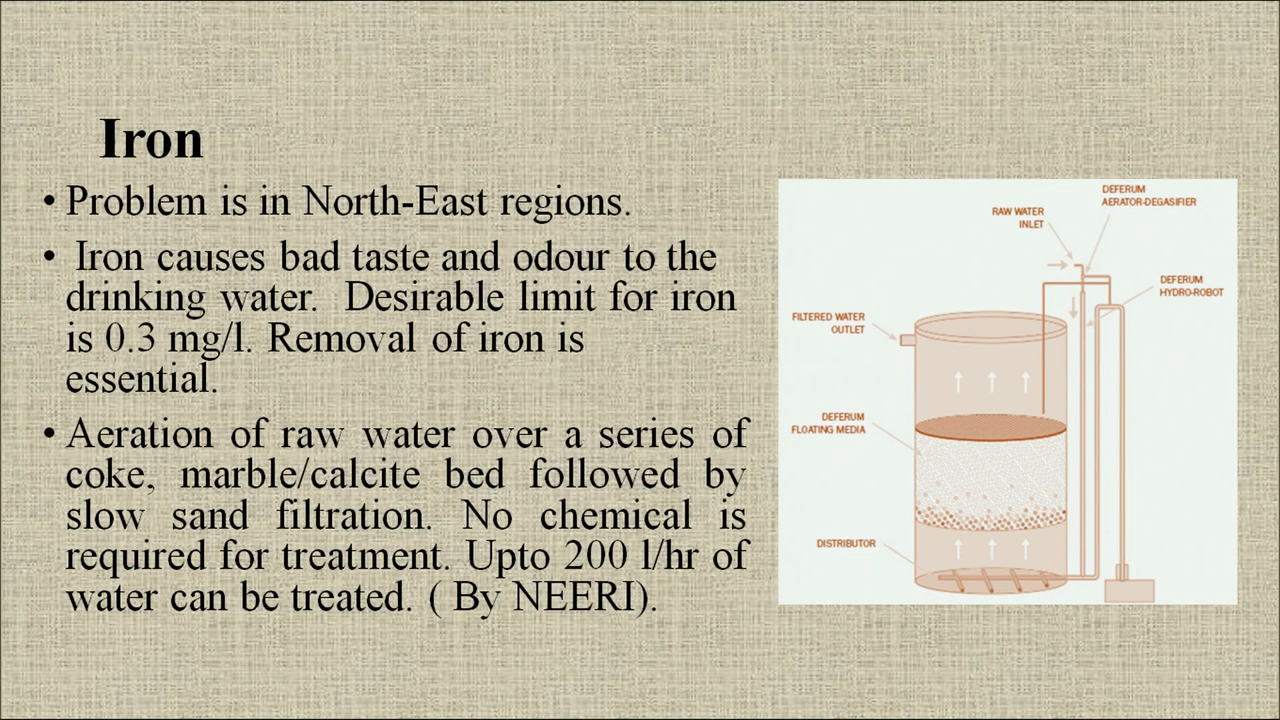 Iron
• Problem is in North-East regions.
• Iron causes bad taste and odour to the
drinking water. Desirable limit for iron
is 0.3 mg/l. Removal of iron is
essential.
• Aeration of raw water over a series of
coke, marble/calcite bed followed by
slow sand filtration. No chemical is
required for treatment. Upto 200 l/hr of
water can be treated. ( By NEERI).
DEFERUM
AERATOR-DEGASIFIER
RAW WATER
INLET
DEFERUM
HYDRO-ROBOT
FILTERED WATER
OUTLET
DEFERUM
FLOATING MEDIA
DISTRIBUTOR